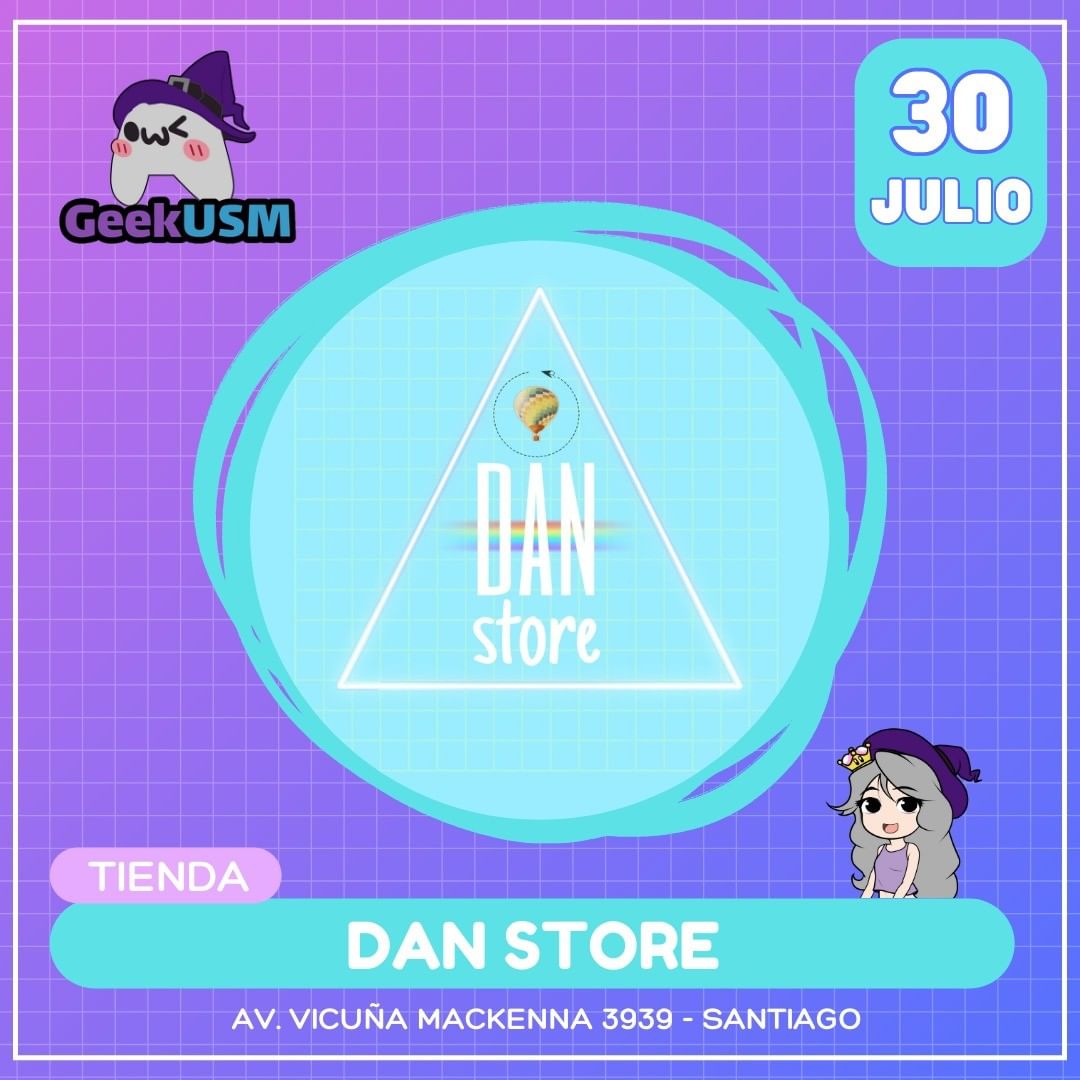 GeekUSM
30
JULIO
DAN
store
TIENDA
DAN STORE
AV. VICUÑA MACKENNA 3939 - SANTIAGO